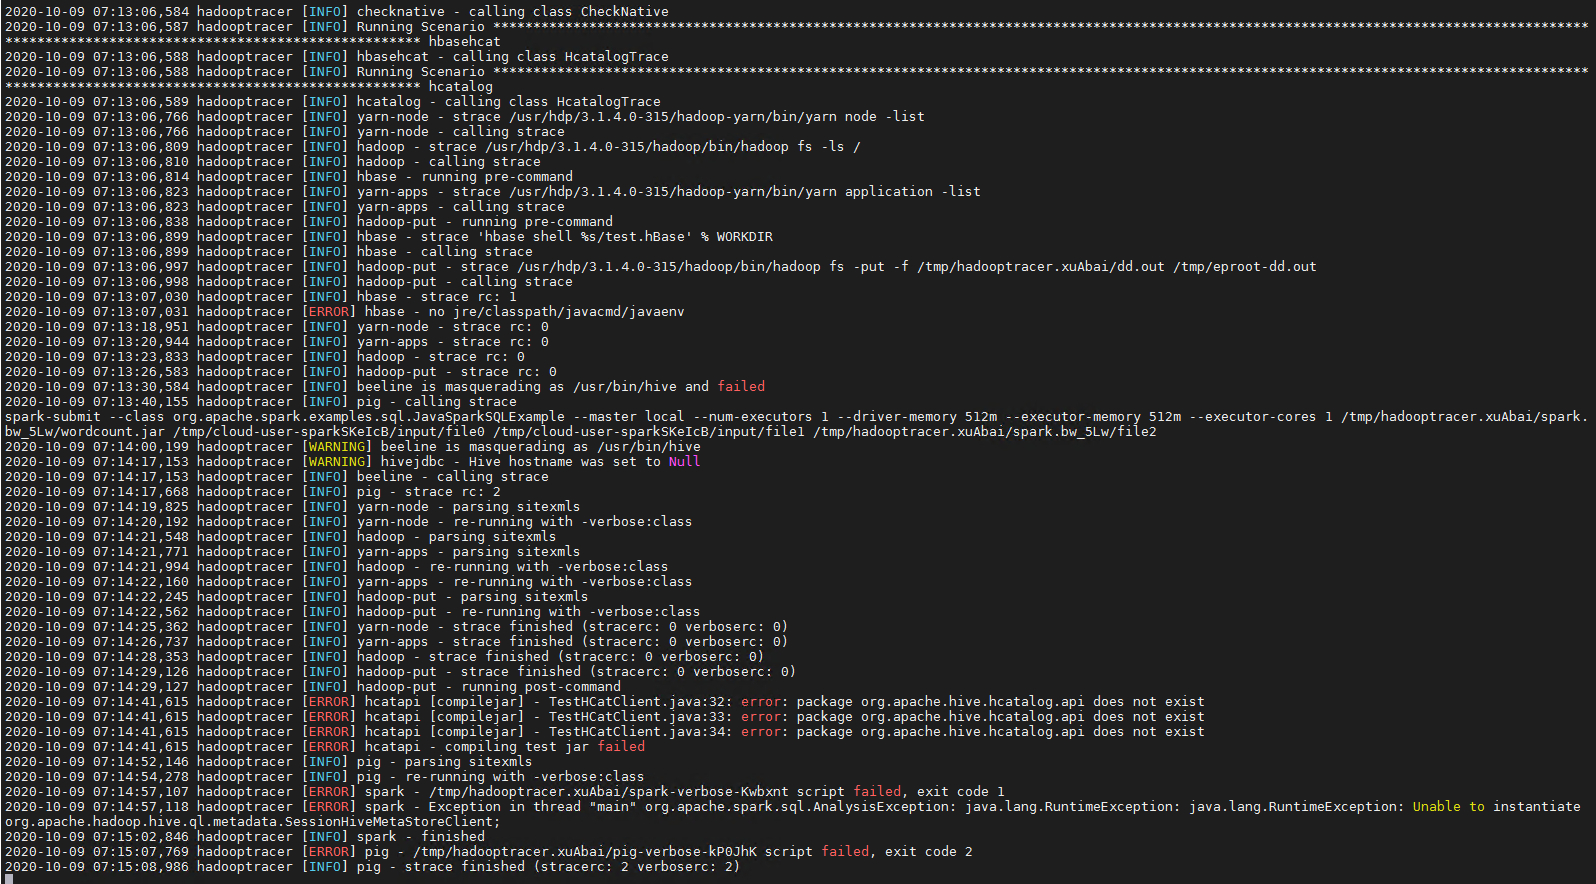 2020-10-09 07:13:06,584 hadooptracer [INFO] checknative - calling class CheckNative
2020-10-09 07:13:06,587 hadooptracer [INFO] Running Scenario *****************************************************************************************************************************************
**************************************************** hbasehcat
2020-10-09 07:13:06,588 hadooptracer [INFO] hbasehcat - calling class HcatalogTrace
2020-10-09 07:13:06,588 hadooptracer [INFO] Running Scenario *****************************************************************************************************************************************
**************************************************** hcatalog
2020-10-09 07:13:06,589 hadooptracer [INFO] hcatalog - calling class HcatalogTrace
2020-10-09 07:13:06,766 hadooptracer [INFO] yarn-node - strace /usr/hdp/3.1.4.0-315/hadoop-yarn/bin/yarn node -list
2020-10-09 07:13:06,766 hadooptracer [INFO] yarn-node - calling strace
2020-10-09 07:13:06,809 hadooptracer [INFO] hadoop - strace /usr/hdp/3.1.4.0-315/hadoop/bin/hadoop fs -ls /
2020-10-09 07:13:06,810 hadooptracer [INFO] hadoop - calling strace
2020-10-09 07:13:06,814 hadooptracer [INFO] hbase - running pre-command
2020-10-09 07:13:06,823 hadooptracer [INFO] yarn-apps - strace /usr/hdp/3.1.4.0-315/hadoop-yarn/bin/yarn application -list
2020-10-09 07:13:06,823 hadooptracer [INFO] yarn-apps - calling strace
2020-10-09 07:13:06,838 hadooptracer [INFO] hadoop-put - running pre-command
2020-10-09 07:13:06,899 hadooptracer [INFO] hbase - strace 'hbase shell %s/test.hBase' % WORKDIR
2020-10-09 07:13:06,899 hadooptracer [INFO] hbase - calling strace
2020-10-09 07:13:06,997 hadooptracer [INFO] hadoop-put - strace /usr/hdp/3.1.4.0-315/hadoop/bin/hadoop fs -put -f /tmp/hadooptracer.xuAbai/dd.out /tmp/eproot-dd.out
2020-10-09 07:13:06,998 hadooptracer [INFO] hadoop-put - calling strace
2020-10-09 07:13:07,030 hadooptracer [INFO] hbase - strace rc: 1
2020-10-09 07:13:07,031 hadooptracer [ERROR] hbase - no jre/classpath/javacmd/javaenv
2020-10-09 07:13:18,951 hadooptracer [INFO] yarn-node - strace rc: 0
2020-10-09 07:13:20,944 hadooptracer [INFO] yarn-apps - strace rc: 0
2020-10-09 07:13:23,833 hadooptracer [INFO] hadoop - strace rc: 0
2020-10-09 07:13:26,583 hadooptracer [INFO] hadoop-put - strace rc: 0
2020-10-09 07:13:30,584 hadooptracer [INFO] beeline is masquerading as /usr/bin/hive and failed
2020-10-09 07:13:40,155 hadooptracer [INFO] pig - calling strace
spark-submit --class org.apache.spark.examples.sql.JavaSparkSQLExample --master local --num-executors 1 --driver-memory 512m --executor-memory 512m --executor-cores 1 /tmp/hadooptracer.xuAbai/spark.
bw_5Lw/wordcount.jar /tmp/cloud-user-sparkSKeIcB/input/file0 /tmp/cloud-user-sparkSKeIcB/input/file1 /tmp/hadooptracer.xuAbai/spark.bw_5Lw/file2
2020-10-09 07:14:00,199 hadooptracer [WARNING] beeline is masquerading as /usr/bin/hive
2020-10-09 07:14:17,153 hadooptracer [WARNING] hivejdbc - Hive hostname was set to Null
2020-10-09 07:14:17,153 hadooptracer [INFO] beeline - calling strace
2020-10-09 07:14:17,668 hadooptracer [INFO] pig - strace rc: 2
2020-10-09 07:14:19,825 hadooptracer [INFO] yarn-node - parsing sitexmls
2020-10-09 07:14:20,192 hadooptracer [INFO] yarn-node - re-running with -verbose:class
2020-10-09 07:14:21,548 hadooptracer [INFO] hadoop - parsing sitexmls
2020-10-09 07:14:21,771 hadooptracer [INFO] yarn-apps - parsing sitexmls
2020-10-09 07:14:21,994 hadooptracer [INFO] hadoop - re-running with -verbose:class
2020-10-09 07:14:22,160 hadooptracer [INFO] yarn-apps - re-running with -verbose:class
2020-10-09 07:14:22,245 hadooptracer [INFO] hadoop-put - parsing sitexmls
2020-10-09 07:14:22,562 hadooptracer [INFO] hadoop-put - re-running with -verbose:class
2020-10-09 07:14:25,362 hadooptracer [INFO] yarn-node - strace finished (stracerc: 0 verboserc: 0)
2020-10-09 07:14:26,737 hadooptracer [INFO] yarn-apps - strace finished (stracerc: 0 verboserc: 0)
2020-10-09 07:14:28,353 hadooptracer [INFO] hadoop - strace finished (stracerc: 0 verboserc: 0)
2020-10-09 07:14:29,126 hadooptracer [INFO] hadoop-put - strace finished (stracerc: 0 verboserc: 0)
2020-10-09 07:14:29,127 hadooptracer [INFO] hadoop-put - running post-command
2020-10-09 07:14:41,615 hadooptracer [ERROR] hcatapi [compilejar] - TestHCatClient.java:32: error: package org.apache.hive.hcatalog.api does not exist
2020-10-09 07:14:41,615 hadooptracer [ERROR] hcatapi [compilejar] - TestHCatClient.java:33: error: package org.apache.hive.hcatalog.api does not exist
2020-10-09 07:14:41,615 hadooptracer [ERROR] hcatapi [compilejar] - TestHCatClient.java:34: error: package org.apache.hive.hcatalog.api does not exist
2020-10-09 07:14:41,615 hadooptracer [ERROR] hcatapi - compiling test jar failed
2020-10-09 07:14:52,146 hadooptracer [INFO] pig - parsing sitexmls
2020-10-09 07:14:54,278 hadooptracer [INFO] pig - re-running with -verbose:class
2020-10-09 07:14:57,107 hadooptracer [ERROR] spark - /tmp/hadooptracer.xuAbai/spark-verbose-Kwbxnt script failed, exit code 1
2020-10-09 07:14:57,118 hadooptracer [ERROR] spark - Exception in thread "main" org.apache.spark.sql.AnalysisException: java.lang.RuntimeException: java.lang.RuntimeException: Unable to instantiate
org.apache.hadoop.hive.ql.metadata.SessionHiveMetaStoreClient;
2020-10-09 07:15:02,846 hadooptracer [INFO] spark - finished
2020-10-09 07:15:07,769 hadooptracer [ERROR] pig - /tmp/hadooptracer.xuAbai/pig-verbose-kP0JhK script failed, exit code 2
2020-10-09 07:15:08,986 hadooptracer [INFO] pig - strace finished (stracerc: 2 verboserc: 2)